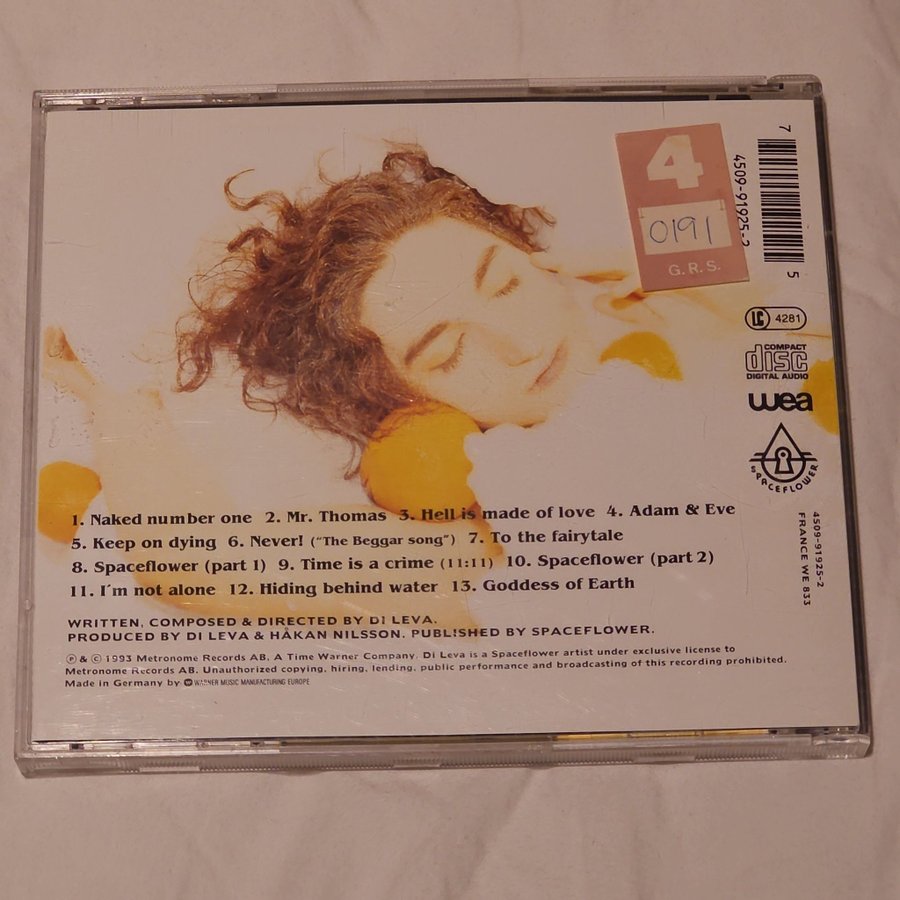 4
0191
G.R.S.
7
4509-91925-2
5
LC 4281
COMPACT
disc
DIGITAL AUDIO
wea
SPACEFLOWER
4509-91925-2
FRANCE WE 833
1. Naked number one 2. Mr. Thomas 3. Hell is made of love 4. Adam & Eve
5. Keep on dying 6. Never! ("The Beggar song") 7. To the fairytale
8. Spaceflower (part 1) 9. Time is a crime (11:11) 10. Spaceflower (part 2)
11. I'm not alone 12. Hiding behind water 13. Goddess of Earth
WRITTEN, COMPOSED & DIRECTED BY DI LEVA.
PRODUCED BY DI LEVA & HÅKAN NILSSON. PUBL!SHED BY SPACEFLOWER.
℗ & © 1993 Metronome Records AB, A Time Warner Company. Di Leva is a Spaceflower artist under exclusive license to
Metronome Records AB. Unauthorized copying, hiring, lending, public performance and broadcasting of this recording prohibited.
Made in Germany by WARNER MUSIC MANUFACTURING EUROPE